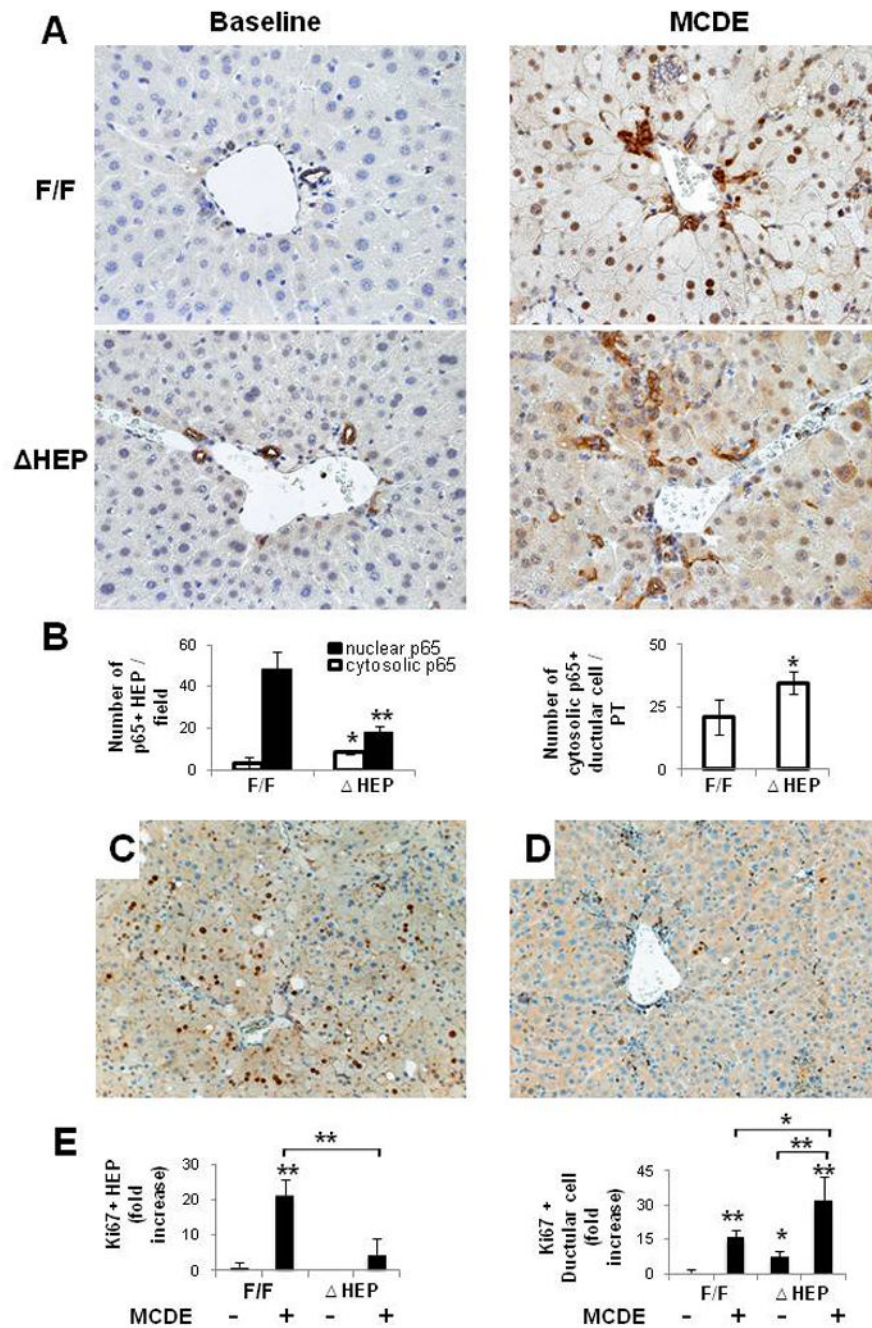 A
Baseline
MCDE
F/F
ΔHEP
B
Number of
p65+ HEP /
field
60
40
20
0
nuclear p65
cytosolic p65
*
**
F/F
Δ HEP
Number of
cytosolic p65+
ductular cell /
PT
50
25
0
*
F/F
Δ HEP
C
D
E
Ki67+ HEP
(fold
increase)
30
20
10
0
**
**
F/F
Δ HEP
MCDE - + - +
Ki67 +
Ductular cell
(fold
increase)
45
30
15
0
*
**
**
*
**
F/F
Δ HEP
MCDE - + - +